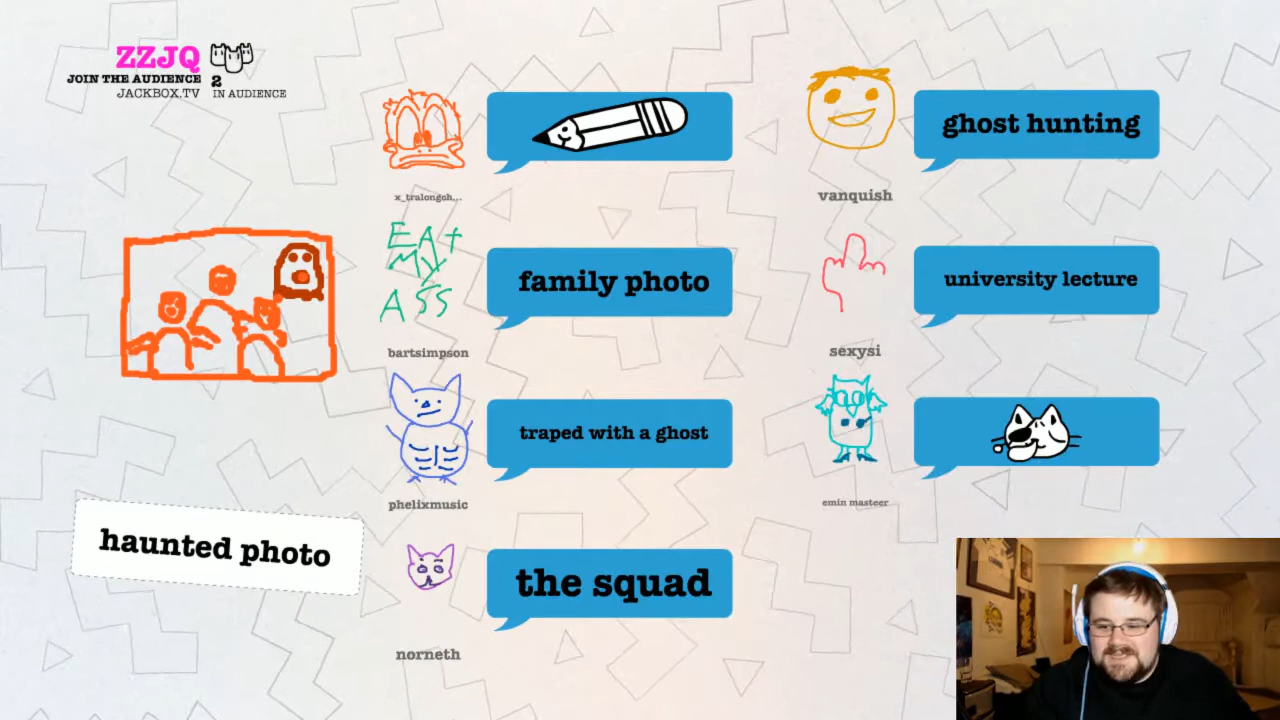 ZZJQ
JOIN THE AUDIENCE 2
JACKBOX.TV IN AUDIENCE
x_tralongch...
ghost hunting
vanquish
EAt
MY
ASS
family photo
bartsimpson
university lecture
sexysi
traped with a ghost
phelixmusic
emin masteer
haunted photo
the squad
norneth